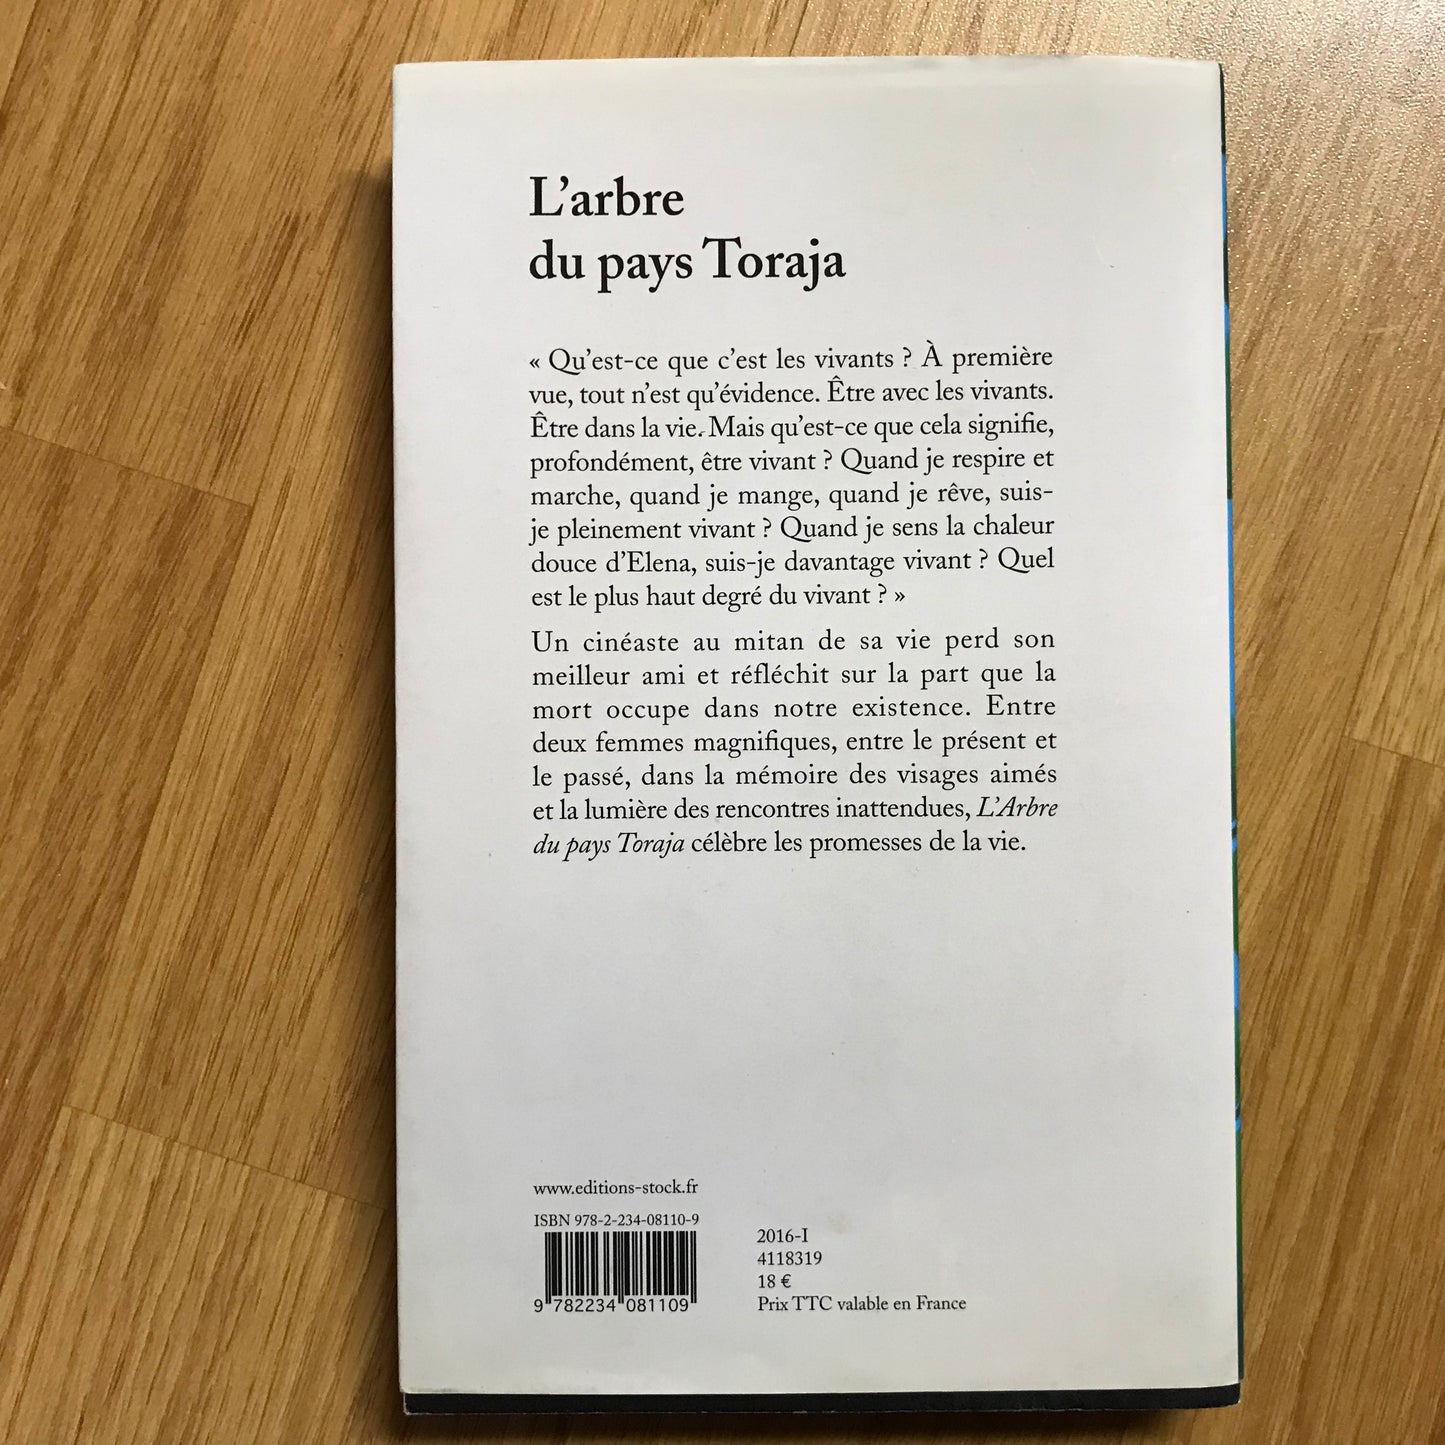 L'arbre
du pays Toraja
« Qu'est-ce que c'est les vivants ? À première
vue, tout n'est qu'évidence. Être avec les vivants.
Être dans la vie. Mais qu'est-ce que cela signifie,
profondément, être vivant ? Quand je respire et
marche, quand je mange, quand je rêve, suis-
je pleinement vivant ? Quand je sens la chaleur
douce d'Elena, suis-je davantage vivant ? Quel
est le plus haut degré du vivant ? »
Un cinéaste au mitan de sa vie perd son
meilleur ami et réfléchit sur la part que la
mort occupe dans notre existence. Entre
deux femmes magnifiques, entre le présent et
le passé, dans la mémoire des visages aimés
et la lumière des rencontres inattendues, L'Arbre
du pays Toraja célèbre les promesses de la vie.
www.editions-stock.fr
ISBN 978-2-234-08110-9
9 782234 081109
2016-I
4118319
18 €
Prix TTC valable en France